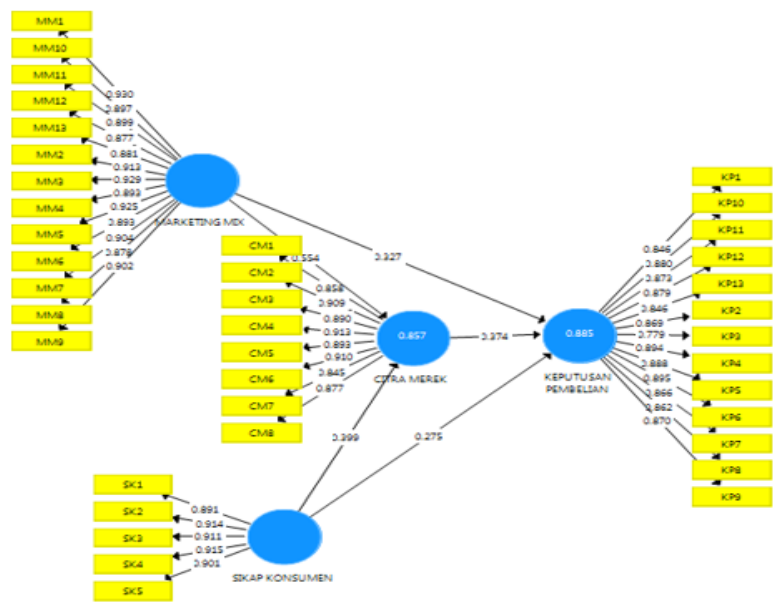 MM1
MM10
MM11
MM12
MM13
MM2
MM3
MM4
MM5
MM6
MM7
MM8
MM9
0.930
0.897
0.899
0.877
0.881
0.913
0.929
0.893
0.925
0.893
0.904
0.878
0.902
MARKETING MIX
0.554
0.327
CM1
CM2
CM3
CM4
CM5
CM6
CM7
CM8
0.858
0.909
0.890
0.913
0.893
0.910
0.845
0.877
0.857
CITRA MEREK
0.374
0.885
KEPUTUSAN
PEMBELIAN
KP1
KP10
KP11
KP12
KP13
KP2
KP3
KP4
KP5
KP6
KP7
KP8
KP9
0.846
0.880
0.873
0.879
0.846
0.869
0.779
0.894
0.888
0.895
0.866
0.862
0.870
0.399
0.275
SK1
SK2
SK3
SK4
SK5
0.891
0.914
0.911
0.915
0.901
SIKAP KONSUMEN